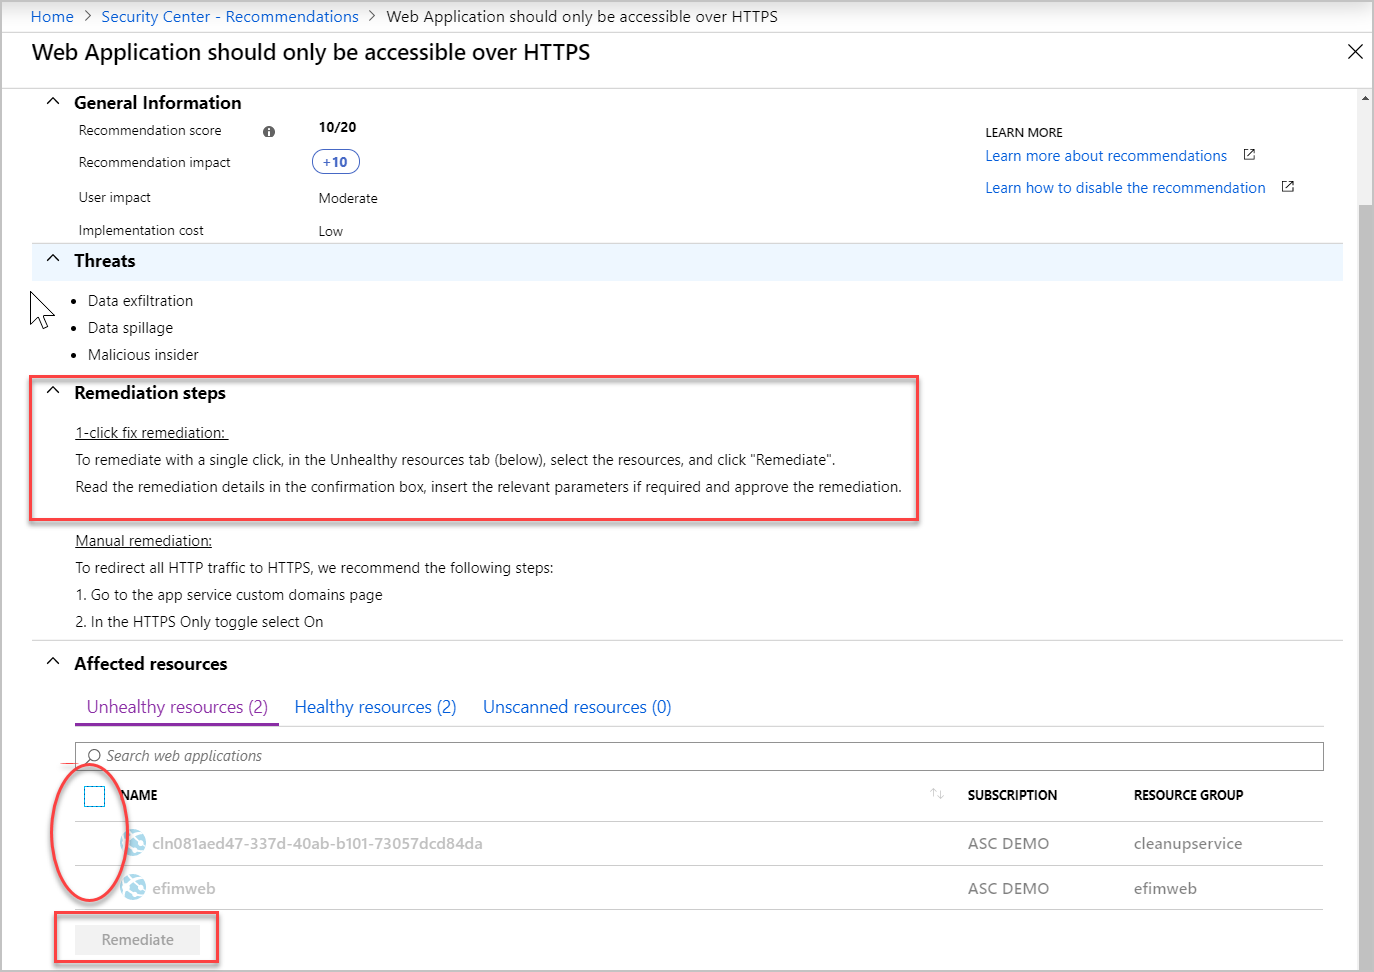 Home > Security Center - Recommendations > Web Application should only be accessible over HTTPS
Web Application should only be accessible over HTTPS
General Information
Recommendation score 10/20
Recommendation impact +10
User impact Moderate
Implementation cost Low
LEARN MORE
Learn more about recommendations
Learn how to disable the recommendation
Threats
• Data exfiltration
• Data spillage
• Malicious insider
Remediation steps
1-click fix remediation:
To remediate with a single click, in the Unhealthy resources tab (below), select the resources, and click "Remediate".
Read the remediation details in the confirmation box, insert the relevant parameters if required and approve the remediation.
Manual remediation:
To redirect all HTTP traffic to HTTPS, we recommend the following steps:
1. Go to the app service custom domains page
2. In the HTTPS Only toggle select On
Affected resources
Unhealthy resources (2) Healthy resources (2) Unscanned resources (0)
Search web applications
NAME SUBSCRIPTION RESOURCE GROUP
cln081aed47-337d-40ab-b101-73057dcd84da ASC DEMO cleanupservice
efimweb ASC DEMO efimweb
Remediate